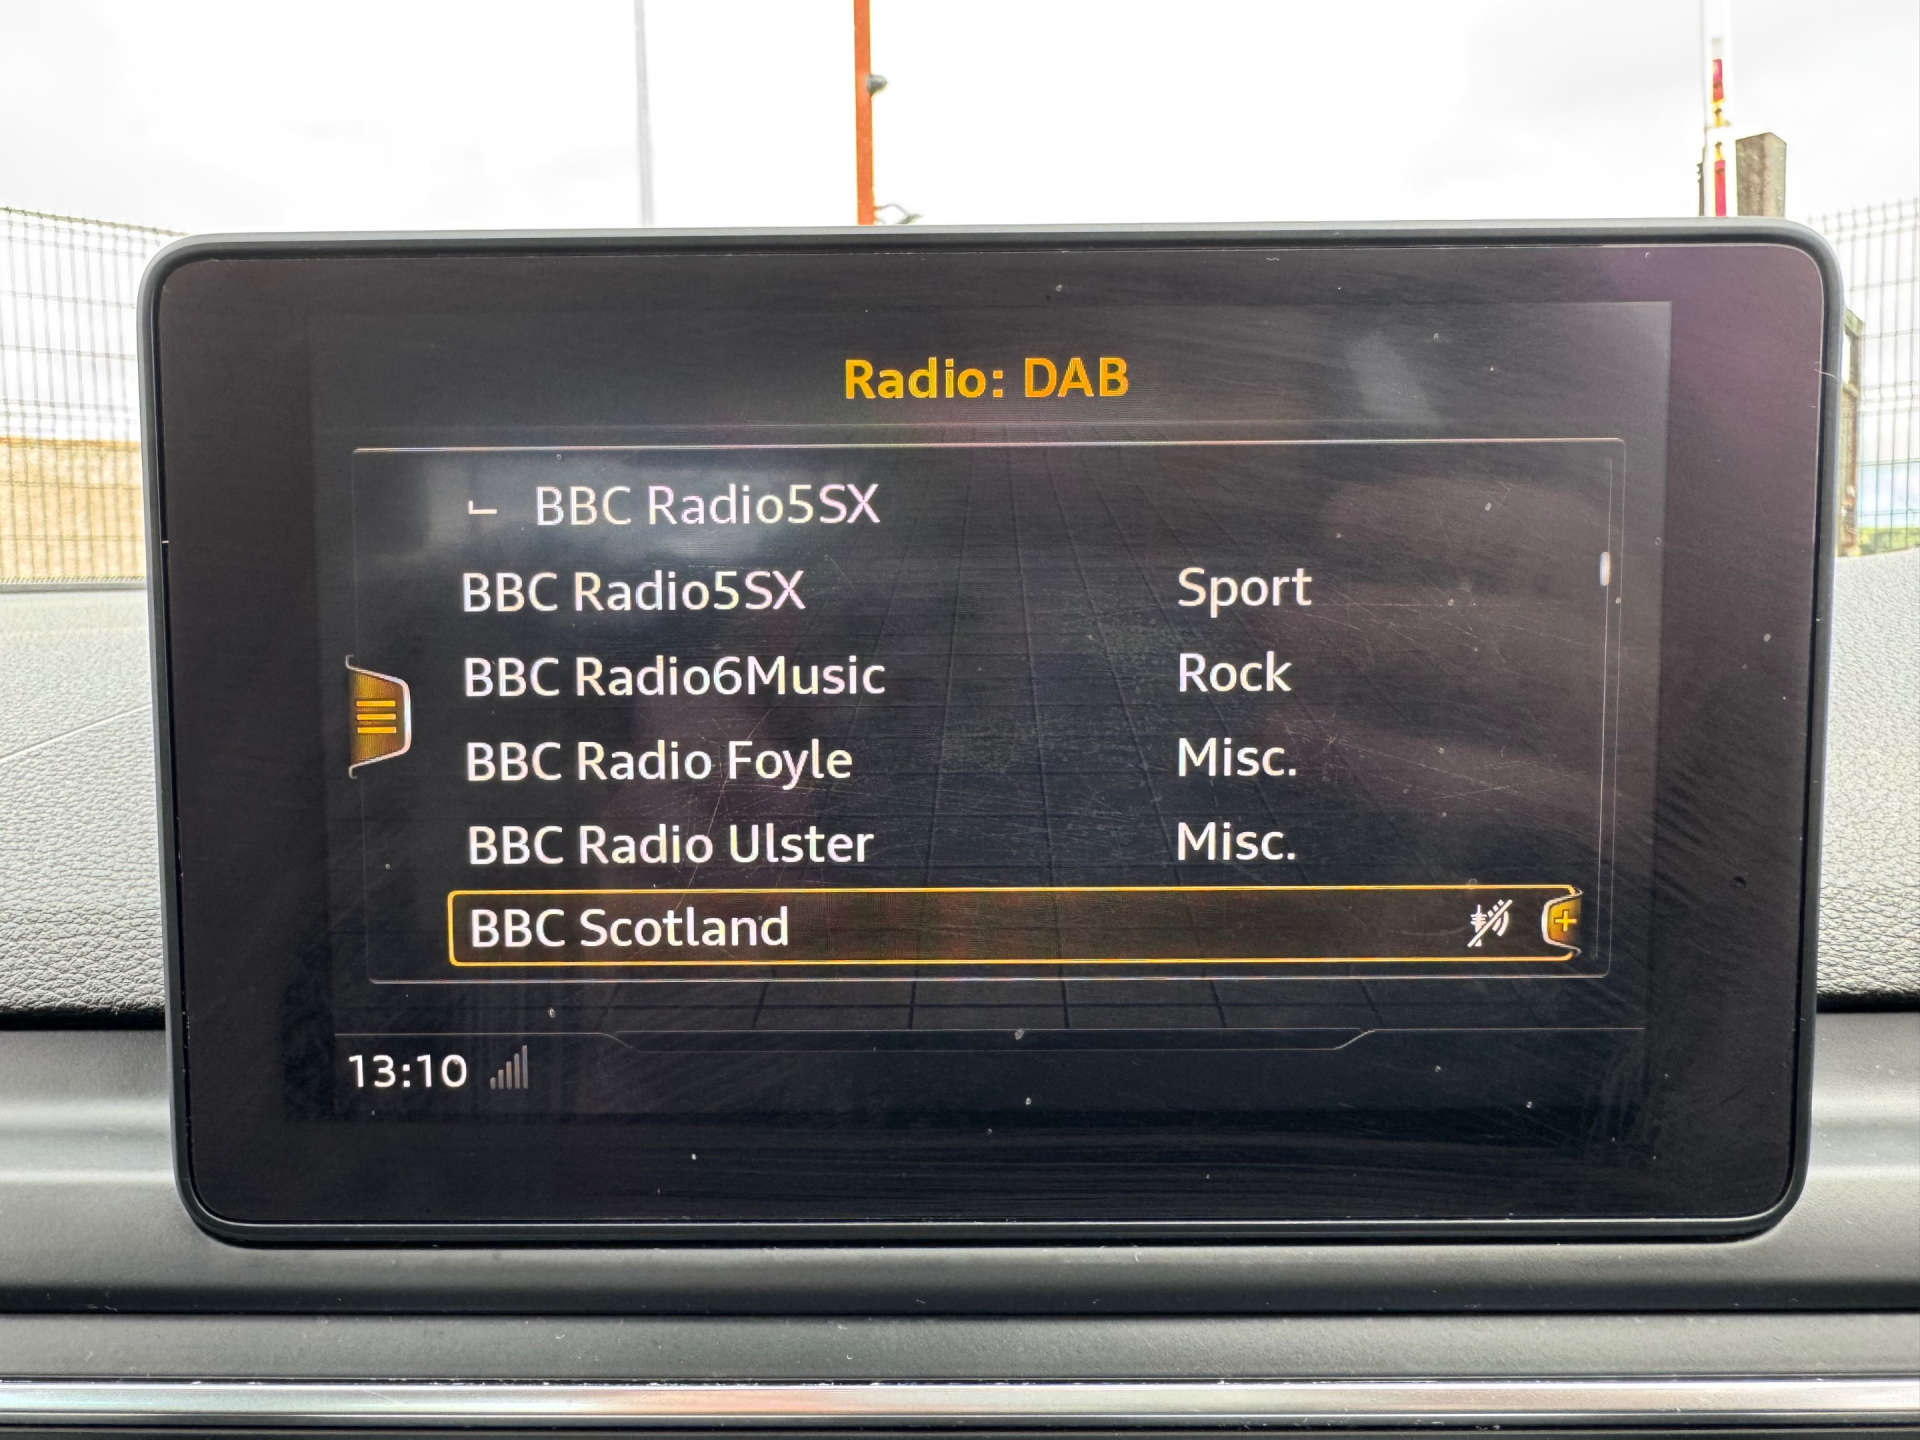 Radio: DAB
BBC Radio5SX
BBC Radio5SX Sport
BBC Radio6Music Rock
BBC Radio Foyle Misc.
BBC Radio Ulster Misc.
BBC Scotland
13:10